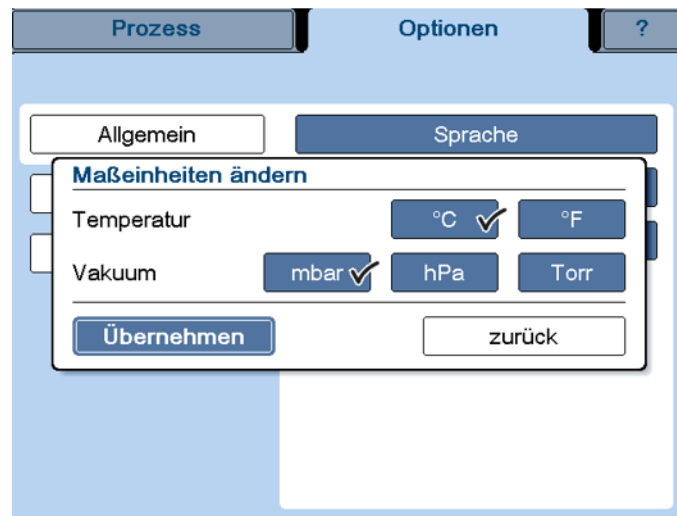 Prozess Optionen ?
Allgemein Sprache
Maßeinheiten ändern
Temperatur °C °F
Vakuum mbar hPa Torr
Übernehmen zurück